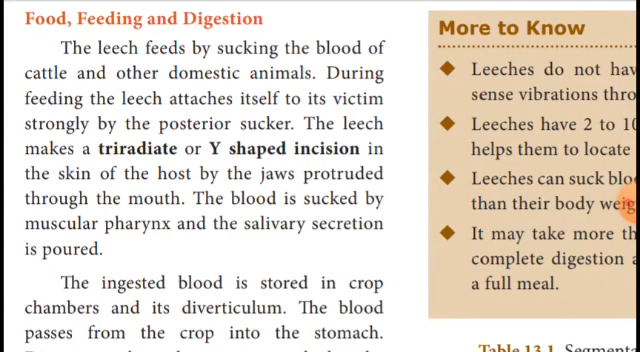 Food, Feeding and Digestion
The leech feeds by sucking the blood of
cattle and other domestic animals. During
feeding the leech attaches itself to its victim
strongly by the posterior sucker. The leech
makes a triradiate or Y shaped incision in
the skin of the host by the jaws protruded
through the mouth. The blood is sucked by
muscular pharynx and the salivary secretion
is poured.
The ingested blood is stored in crop
chambers and its diverticulum. The blood
passes from the crop into the stomach.
More to Know
◆ Leeches do not hav
sense vibrations thro
◆ Leeches have 2 to 10
helps them to locate
◆ Leeches can suck blo
than their body weig
◆ It may take more th
complete digestion a
a full meal.
Table 13.1 Segmenta